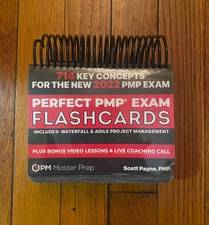 714 KEY CONCEPTS
FOR THE NEW 2022 PMP EXAM
PERFECT PMP® EXAM
FLASHCARDS
INCLUDES: WATERFALL & AGILE PROJECT MANAGEMENT
PLUS BONUS VIDEO LESSONS & LIVE COACHING CALL
PM Master Prep
Scott Payne, PMP